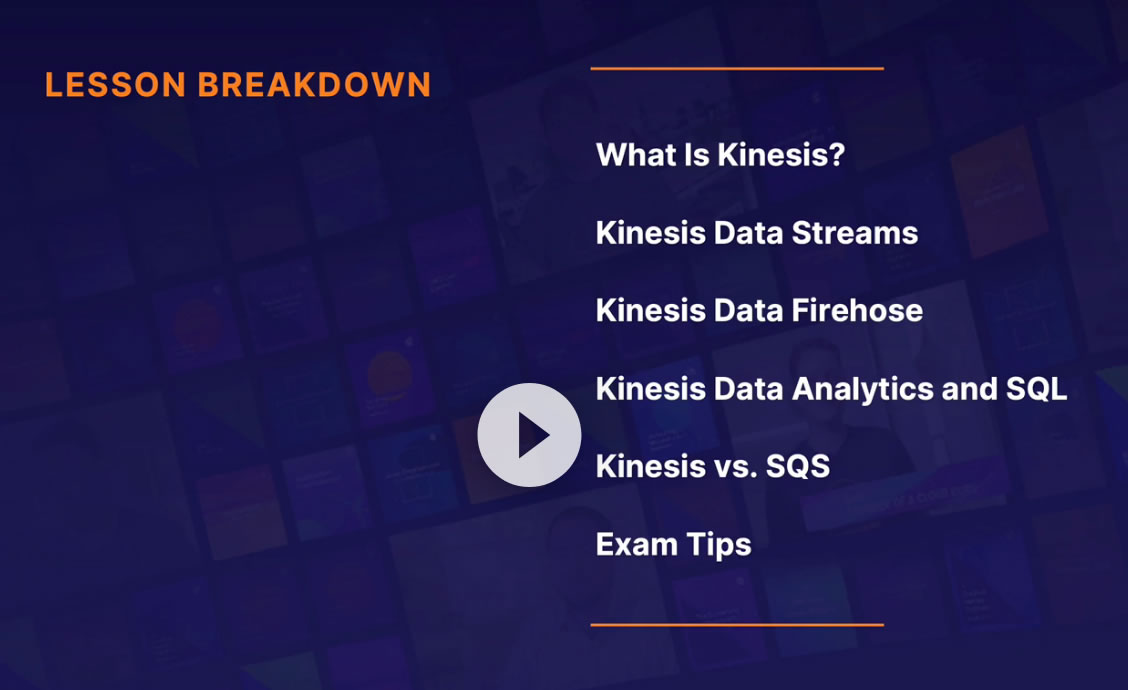 LESSON BREAKDOWN
What Is Kinesis?
Kinesis Data Streams
Kinesis Data Firehose
Kinesis Data Analytics and SQL
Kinesis vs. SQS
Exam Tips